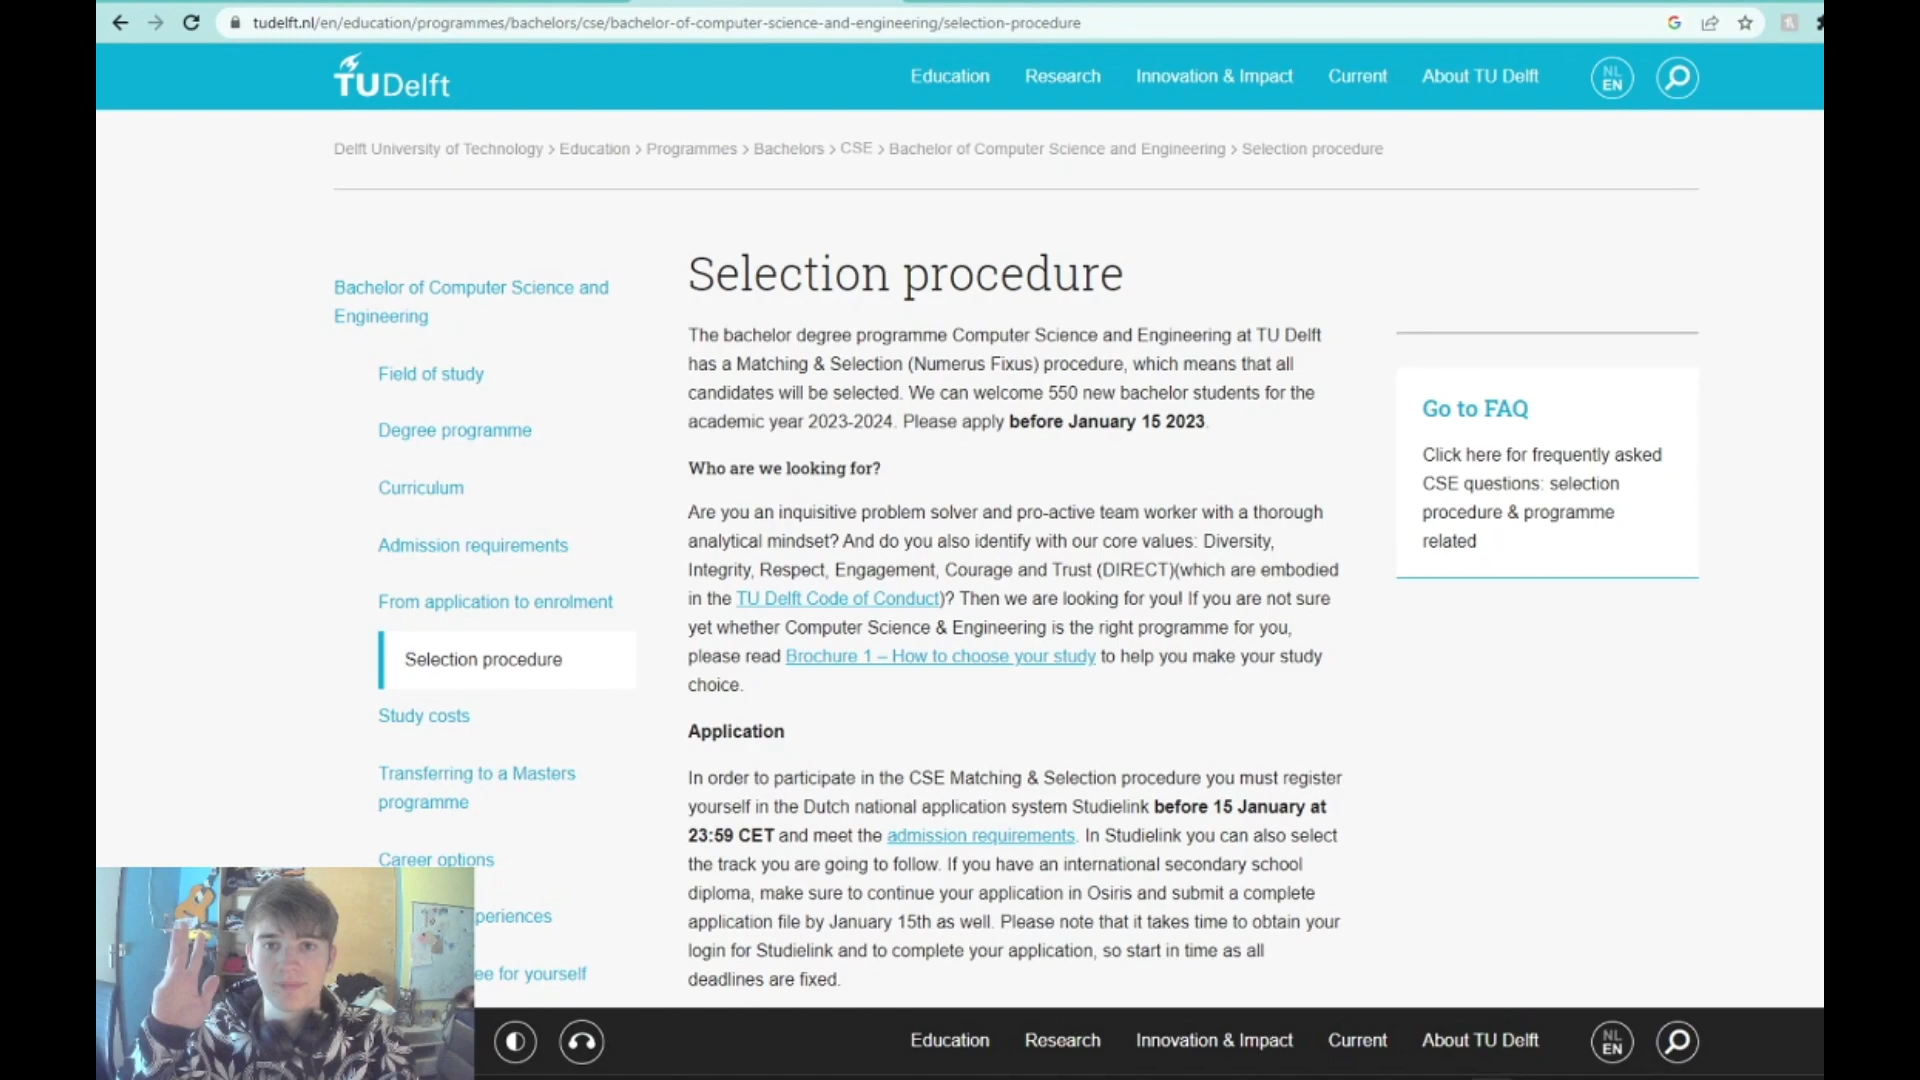 tudelft.nl/en/education/programmes/bachelors/cse/bachelor-of-computer-science-and-engineering/selection-procedure
TUDelft
Education
Research
Innovation & Impact
Current
About TU Delft
NL
EN
Delft University of Technology > Education > Programmes > Bachelors > CSE > Bachelor of Computer Science and Engineering > Selection procedure
Bachelor of Computer Science and
Engineering
Field of study
Degree programme
Curriculum
Admission requirements
From application to enrolment
Selection procedure
Study costs
Transferring to a Masters
programme
Career options
periences
ee for yourself
Selection procedure
The bachelor degree programme Computer Science and Engineering at TU Delft
has a Matching & Selection (Numerus Fixus) procedure, which means that all
candidates will be selected. We can welcome 550 new bachelor students for the
academic year 2023-2024. Please apply before January 15 2023.
Who are we looking for?
Are you an inquisitive problem solver and pro-active team worker with a thorough
analytical mindset? And do you also identify with our core values: Diversity,
Integrity, Respect, Engagement, Courage and Trust (DIRECT)(which are embodied
in the TU Delft Code of Conduct)? Then we are looking for you! If you are not sure
yet whether Computer Science & Engineering is the right programme for you,
please read Brochure 1 – How to choose your study to help you make your study
choice.
Application
In order to participate in the CSE Matching & Selection procedure you must register
yourself in the Dutch national application system Studielink before 15 January at
23:59 CET and meet the admission requirements. In Studielink you can also select
the track you are going to follow. If you have an international secondary school
diploma, make sure to continue your application in Osiris and submit a complete
application file by January 15th as well. Please note that it takes time to obtain your
login for Studielink and to complete your application, so start in time as all
deadlines are fixed.
Go to FAQ
Click here for frequently asked
CSE questions: selection
procedure & programme
related
Education
Research
Innovation & Impact
Current
About TU Delft
NL
EN